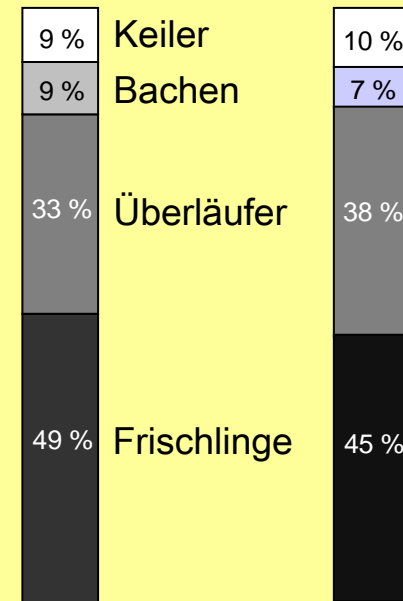 9 % Keiler 10 %
9 % Bachen 7 %
33 % Überläufer 38 %
49 % Frischlinge 45 %